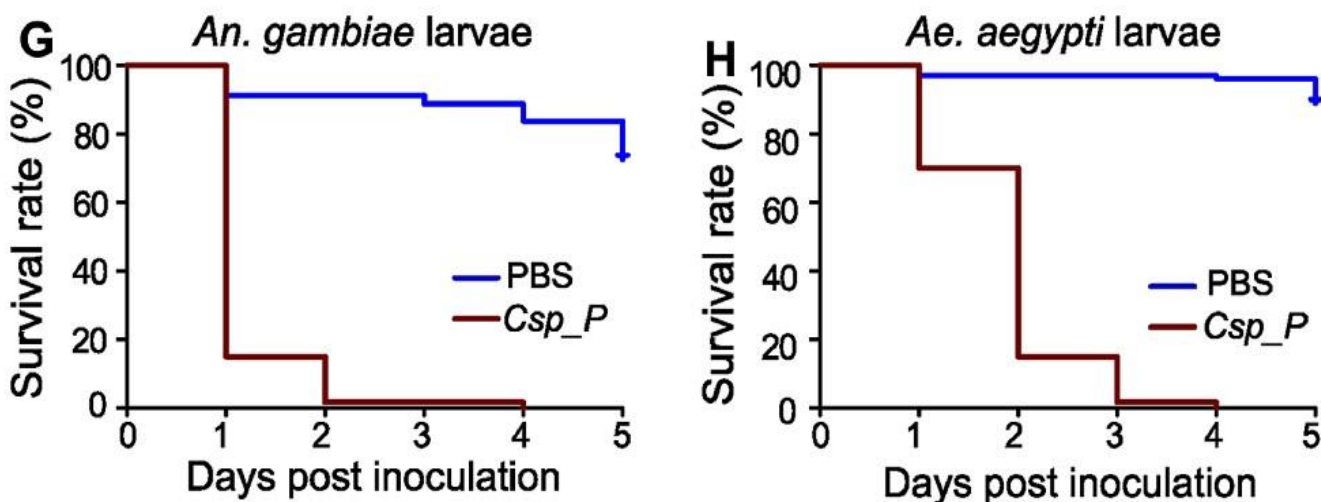 G An. gambiae larvae
Survival rate (%)
100
80
60
40
20
0
0 1 2 3 4 5
Days post inoculation
PBS
Csp_P
H Ae. aegypti larvae
Survival rate (%)
100
80
60
40
20
0
0 1 2 3 4 5
Days post inoculation
PBS
Csp_P